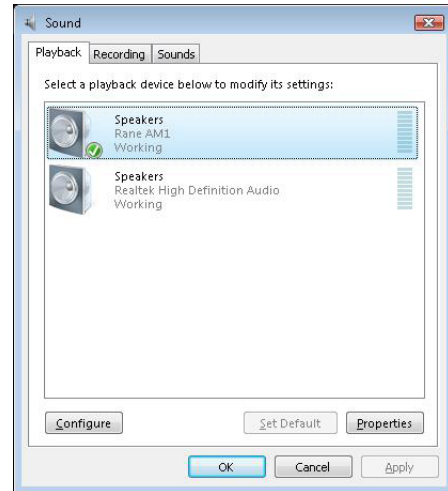 Sound
Playback Recording Sounds
Select a playback device below to modify its settings:
Speakers
Rane AM1
Working
Speakers
Realtek High Definition Audio
Working
Configure Set Default Properties
OK Cancel Apply